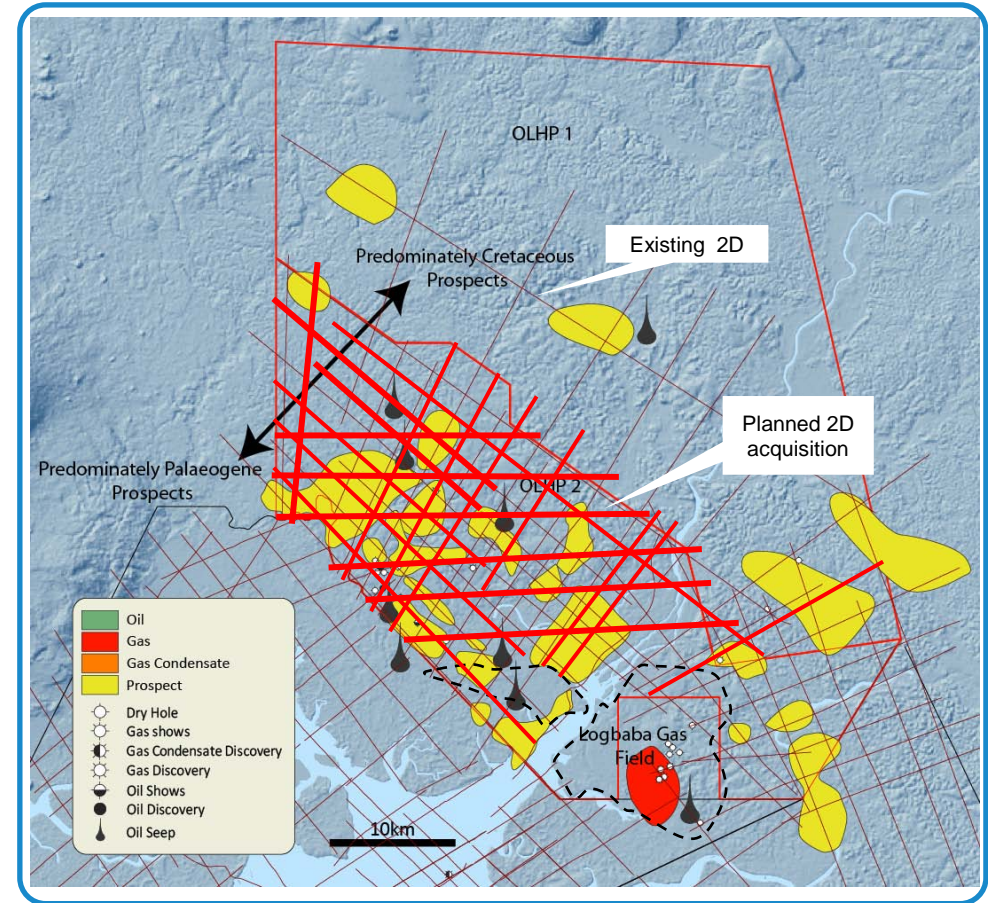 OLHP 1
Existing 2D
Predominately Cretaceous
Prospects
Planned 2D
acquisition
Predominately Palaeogene
Prospects
OLHP 2
Logbaba Gas
Field
Oil
Gas
Gas Condensate
Prospect
Dry Hole
Gas shows
Gas Condensate Discovery
Gas Discovery
Oil Shows
Oil Discovery
Oil Seep
10km